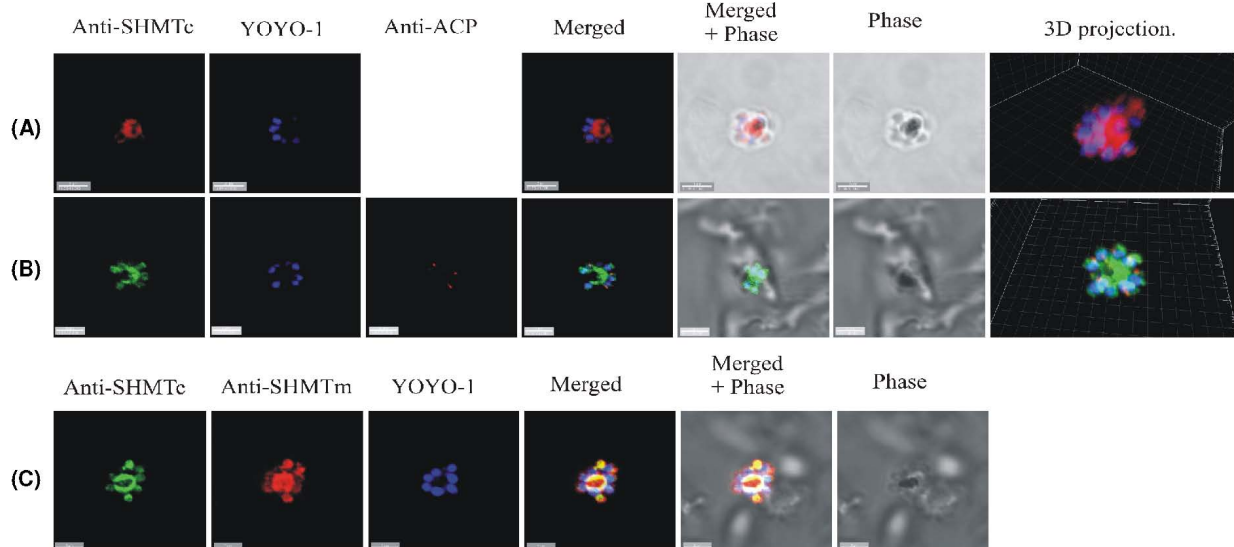 Anti-SHMTc YOYO-1 Anti-ACP Merged Merged + Phase Phase 3D projection.
(A)
(B)
Anti-SHMTc Anti-SHMTm YOYO-1 Merged Merged + Phase Phase
(C)